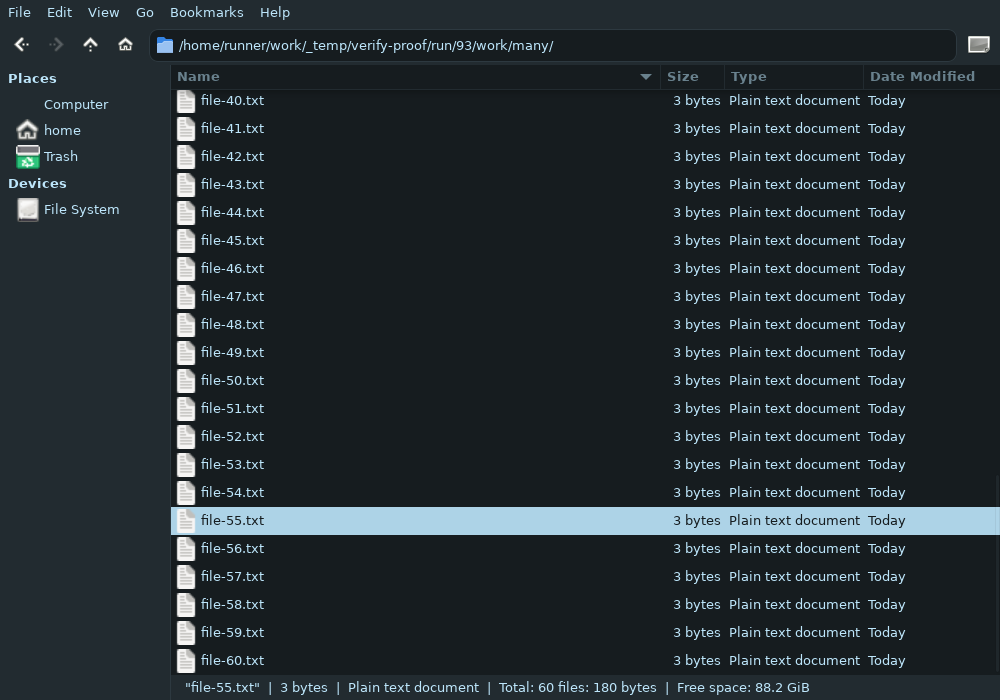 File Edit View Go Bookmarks Help
/home/runner/work/_temp/verify-proof/run/93/work/many/
Places
Computer
home
Trash
Devices
File System
Name Size Type Date Modified
file-40.txt 3 bytes Plain text document Today
file-41.txt 3 bytes Plain text document Today
file-42.txt 3 bytes Plain text document Today
file-43.txt 3 bytes Plain text document Today
file-44.txt 3 bytes Plain text document Today
file-45.txt 3 bytes Plain text document Today
file-46.txt 3 bytes Plain text document Today
file-47.txt 3 bytes Plain text document Today
file-48.txt 3 bytes Plain text document Today
file-49.txt 3 bytes Plain text document Today
file-50.txt 3 bytes Plain text document Today
file-51.txt 3 bytes Plain text document Today
file-52.txt 3 bytes Plain text document Today
file-53.txt 3 bytes Plain text document Today
file-54.txt 3 bytes Plain text document Today
file-55.txt 3 bytes Plain text document Today
file-56.txt 3 bytes Plain text document Today
file-57.txt 3 bytes Plain text document Today
file-58.txt 3 bytes Plain text document Today
file-59.txt 3 bytes Plain text document Today
file-60.txt 3 bytes Plain text document Today
"file-55.txt" | 3 bytes | Plain text document | Total: 60 files: 180 bytes | Free space: 88.2 GiB